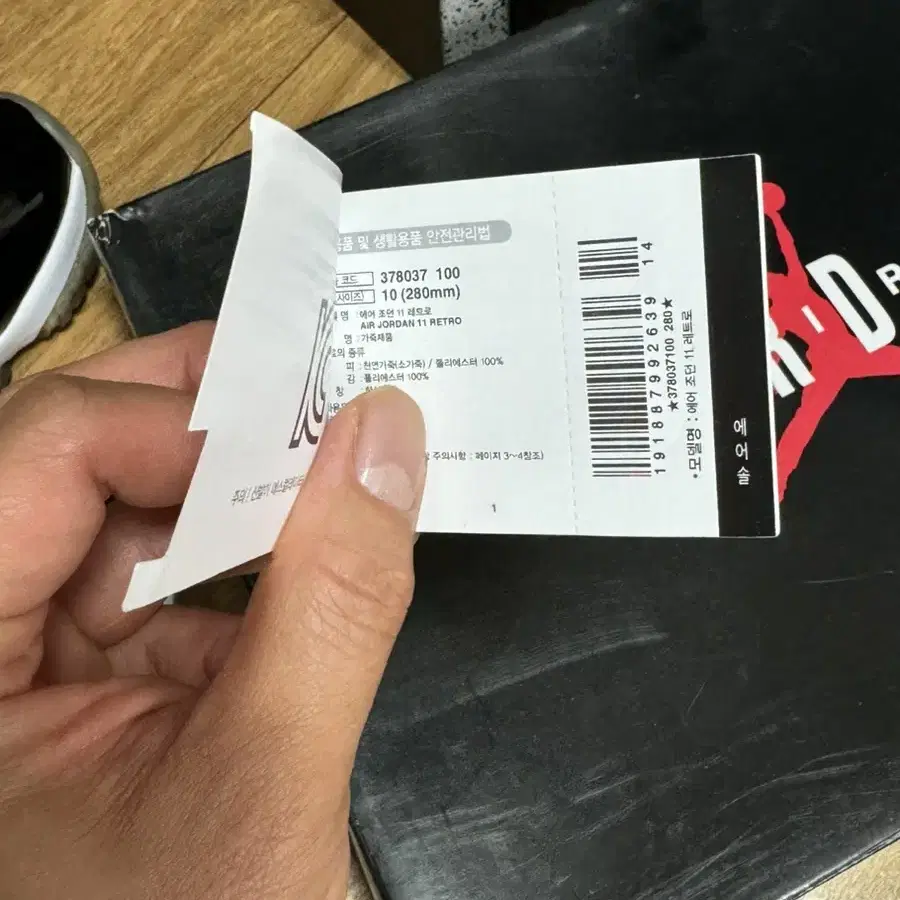 용품 및 생활용품 안전관리법
코드 378037 100
사이즈 10 (280mm)
명 : 에어 조던 11 레트로
AIR JORDAN 11 RETRO
명 : 가죽제품
의 종류
피 : 천연가죽(소가죽) / 폴리에스터 100%
감 : 폴리에스터 100%
창
주의사항 : 페이지 3~4참조)
1
14
191887992639
★378037100 280★
•모델명 : 에어 조던 11 레트로
에어솔